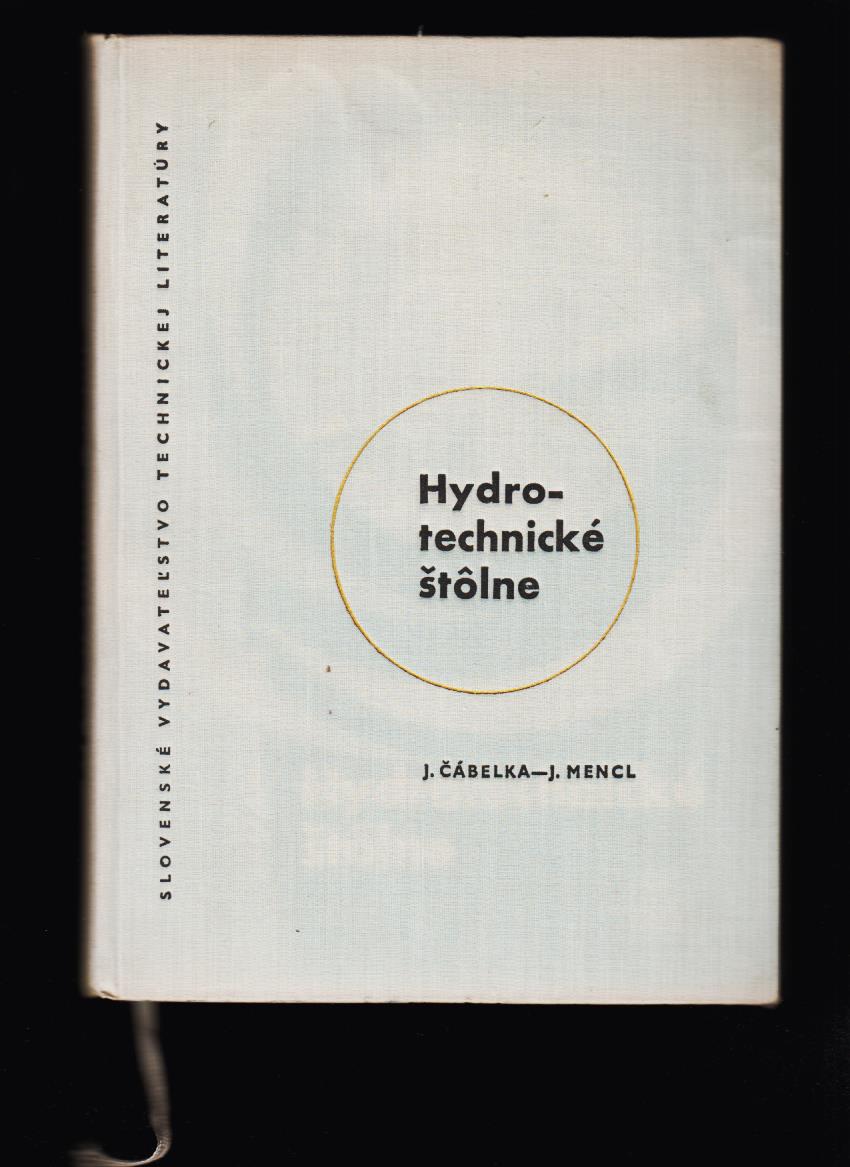 SLOVENSKÉ VYDAVATEĽSTVO TECHNICKEJ LITERATÚRY
Hydro-
technické
štôlne
J. ČÁBELKA—J. MENCL